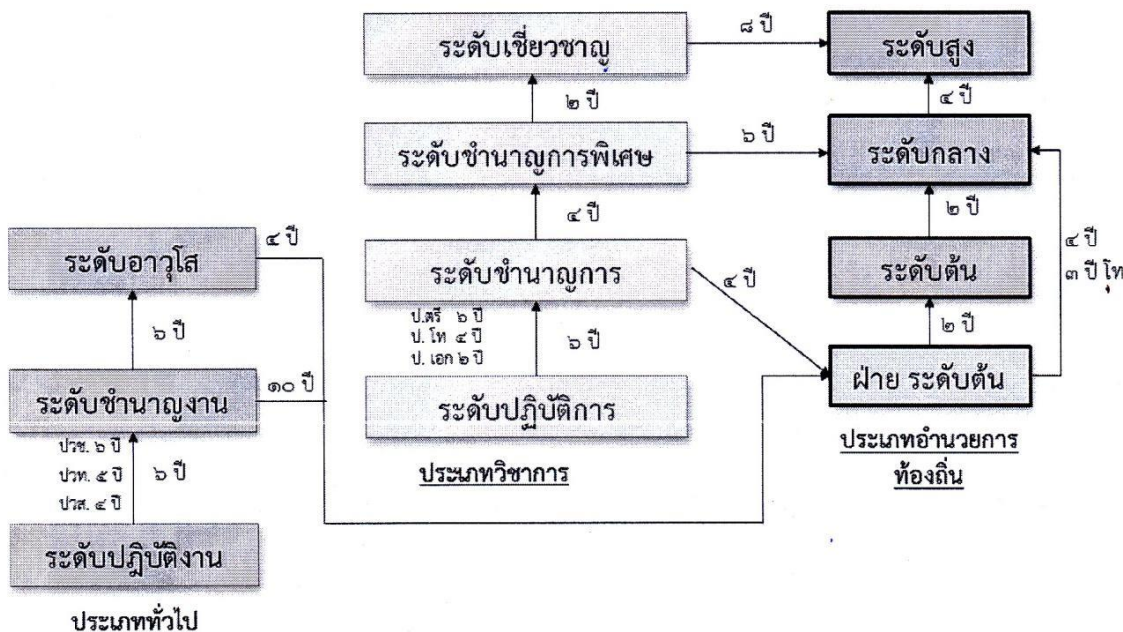 ระดับเชี่ยวชาญ
๘ ปี
ระดับสูง
๒ ปี
๔ ปี
ระดับชำนาญการพิเศษ
๖ ปี
ระดับกลาง
๔ ปี
๒ ปี
๔ ปี
๓ ปี โท
ระดับอาวุโส
๔ ปี
ระดับชำนาญการ
๔ ปี
ระดับต้น
๖ ปี
ป.ตรี ๖ ปี
ป. โท ๔ ปี
ป. เอก ๒ ปี
๖ ปี
๒ ปี
ระดับชำนาญงาน
๑๐ ปี
ระดับปฏิบัติการ
ฝ่าย ระดับต้น
ปวช. ๖ ปี
ปวท. ๕ ปี
ปวส. ๔ ปี
๖ ปี
ประเภทวิชาการ
ประเภทอำนวยการ
ท้องถิ่น
ระดับปฏิบัติงาน
ประเภททั่วไป